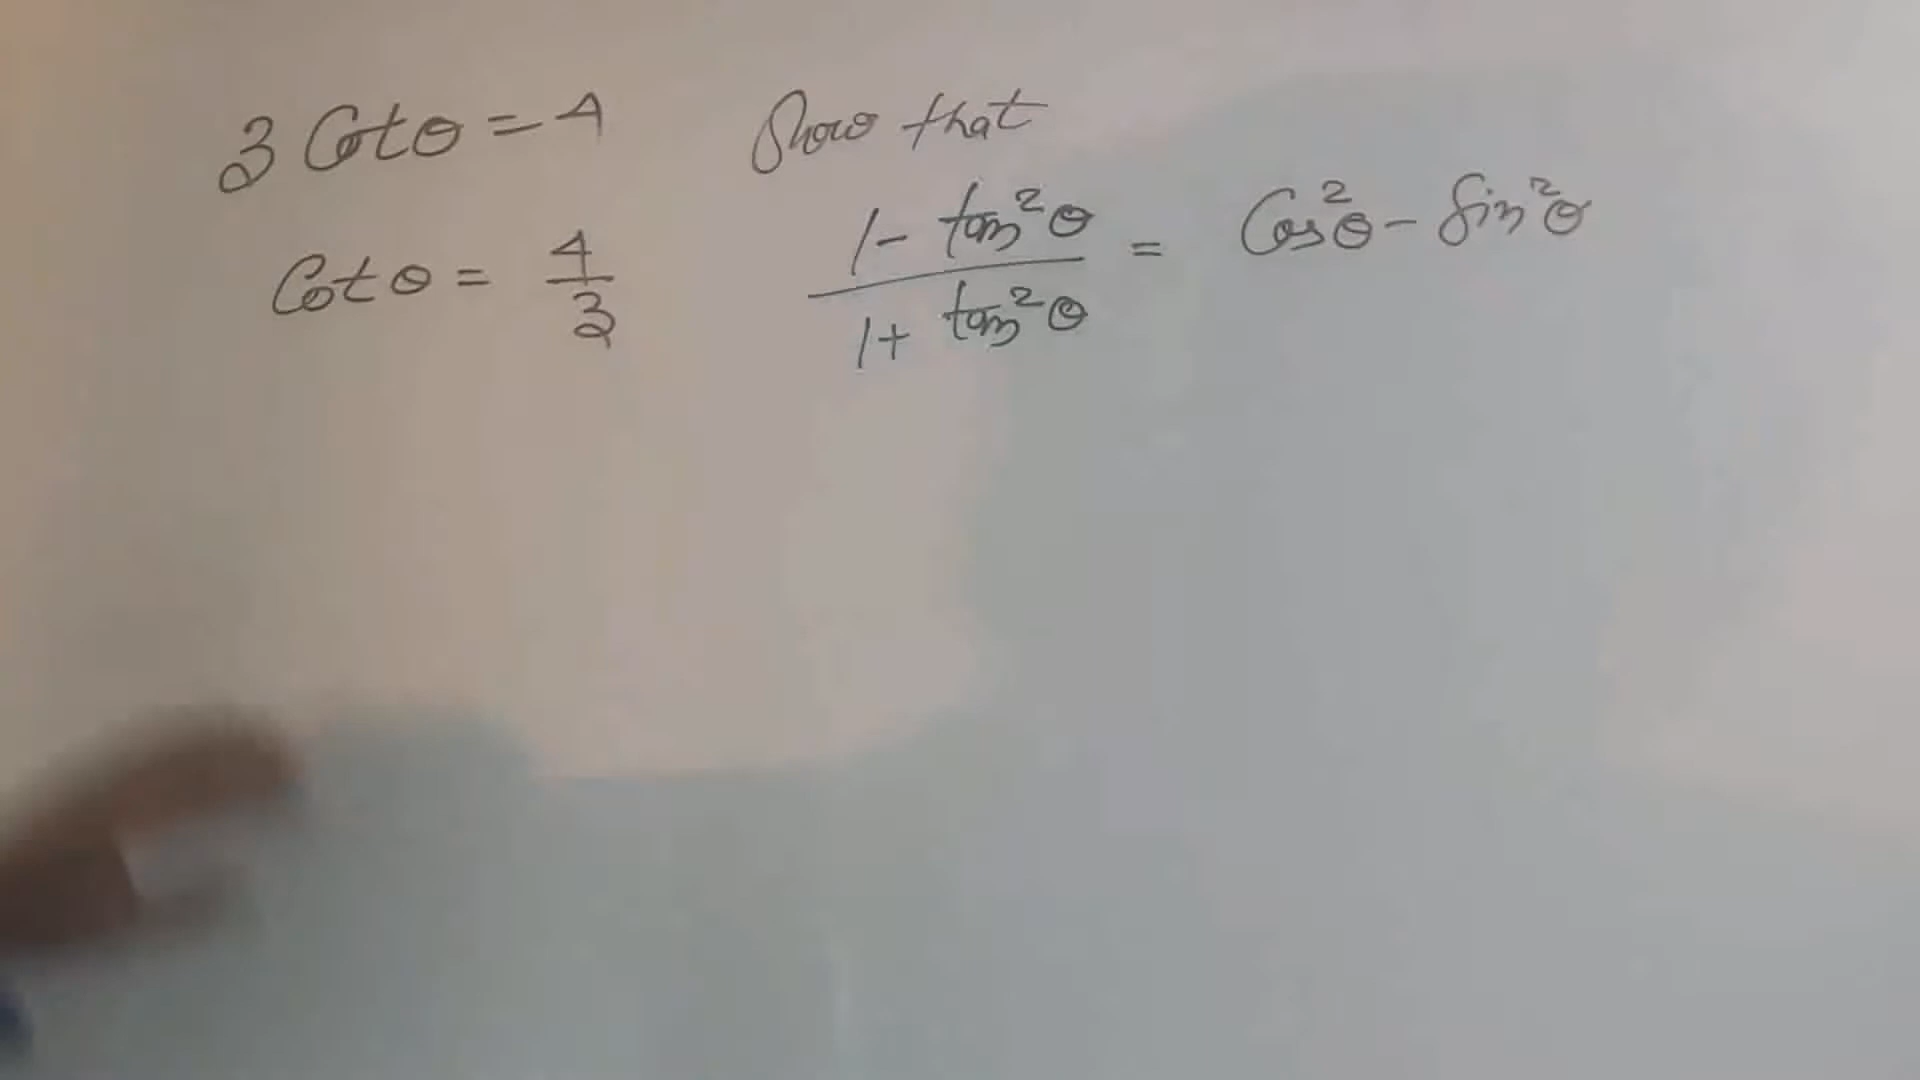 3 Cotθ = 4
Cotθ = 4/3
Show that
1 - tan²θ / 1 + tan²θ = Cos²θ - Sin²θ